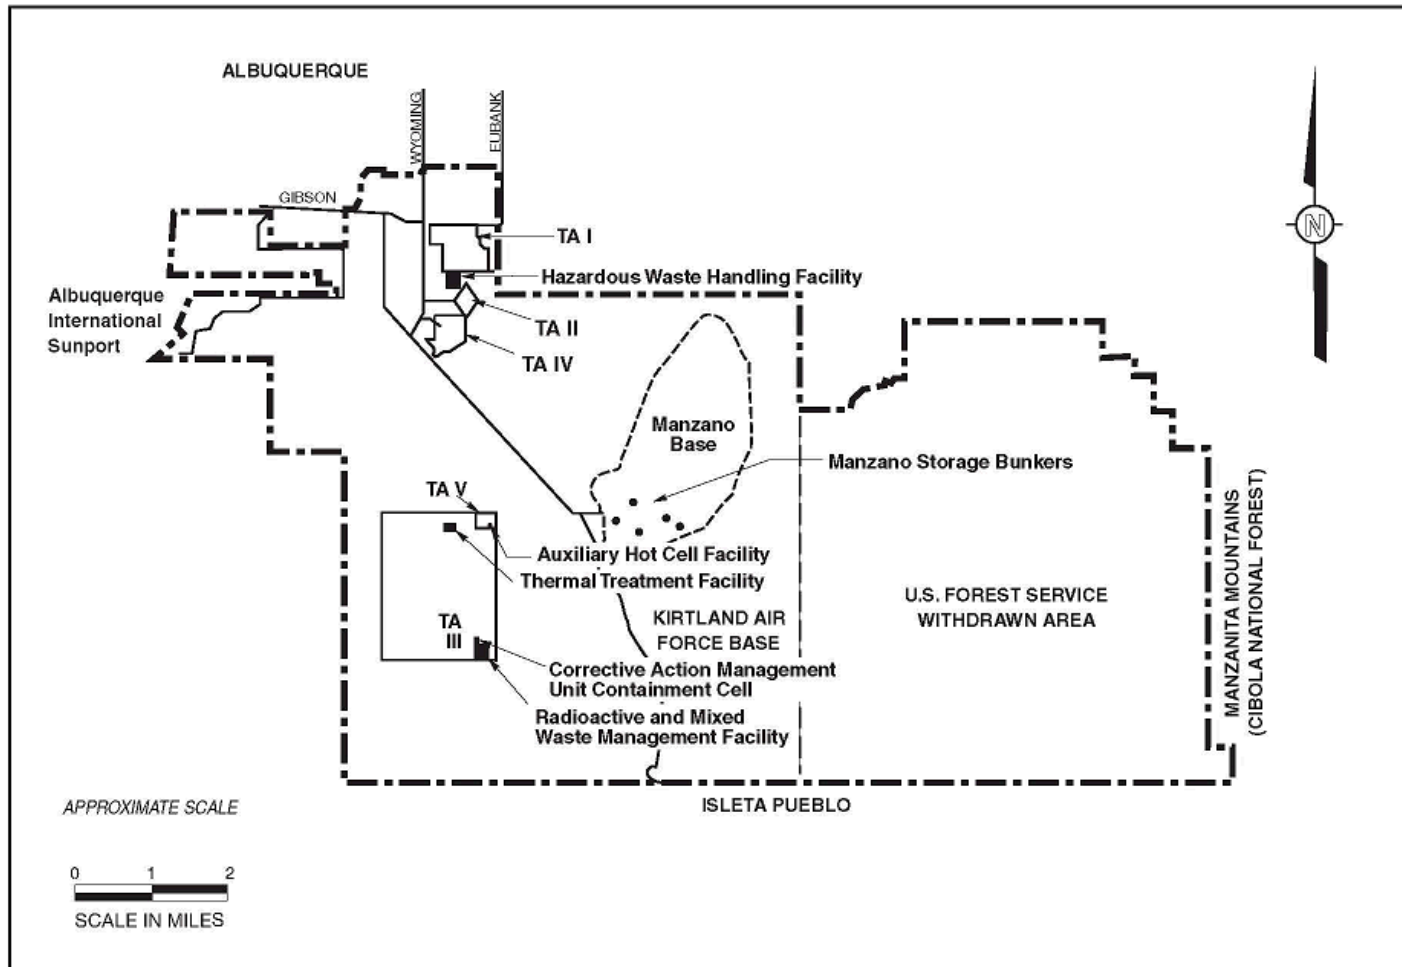 ALBUQUERQUE
WYOMING
EUBANK
GIBSON
TA I
Hazardous Waste Handling Facility
Albuquerque
International
Sunport
TA II
TA IV
N
Manzano
Base
Manzano Storage Bunkers
TA V
Auxiliary Hot Cell Facility
Thermal Treatment Facility
TA
III
KIRTLAND AIR
FORCE BASE
U.S. FOREST SERVICE
WITHDRAWN AREA
MANZANITA MOUNTAINS
(CIBOLA NATIONAL FOREST)
Corrective Action Management
Unit Containment Cell
Radioactive and Mixed
Waste Management Facility
ISLETA PUEBLO
APPROXIMATE SCALE
0 1 2
SCALE IN MILES